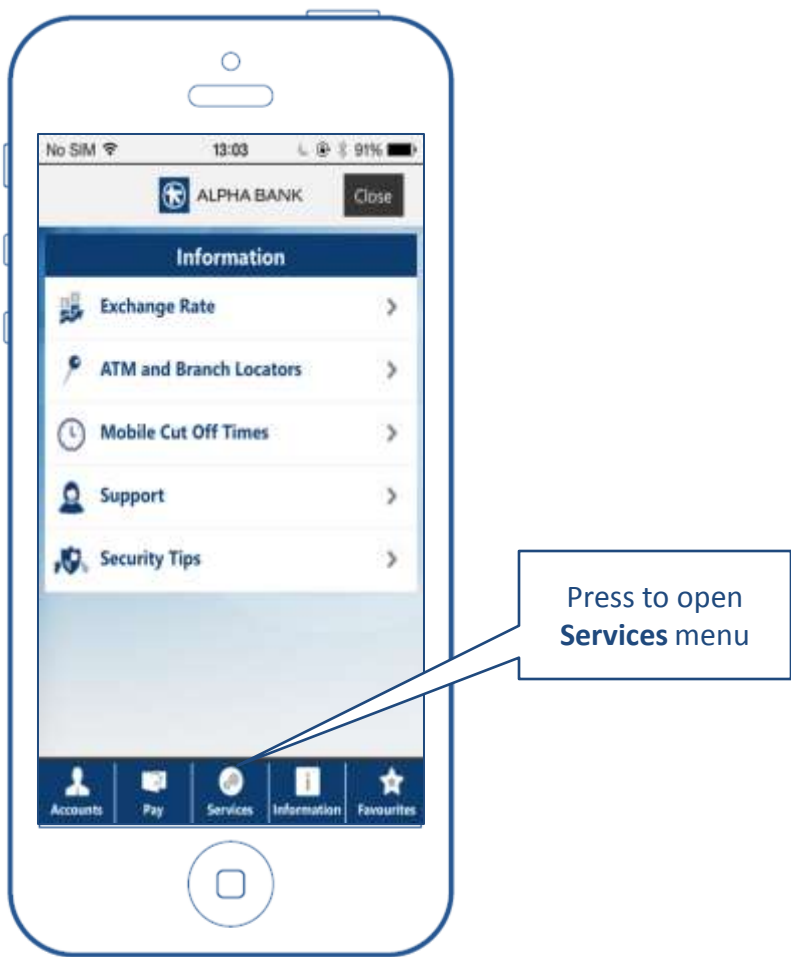 No SIM 13:03 91%
ALPHA BANK Close
Information
Exchange Rate
ATM and Branch Locators
Mobile Cut Off Times
Support
Security Tips
Press to open
Services menu
Accounts Pay Services Information Favourites